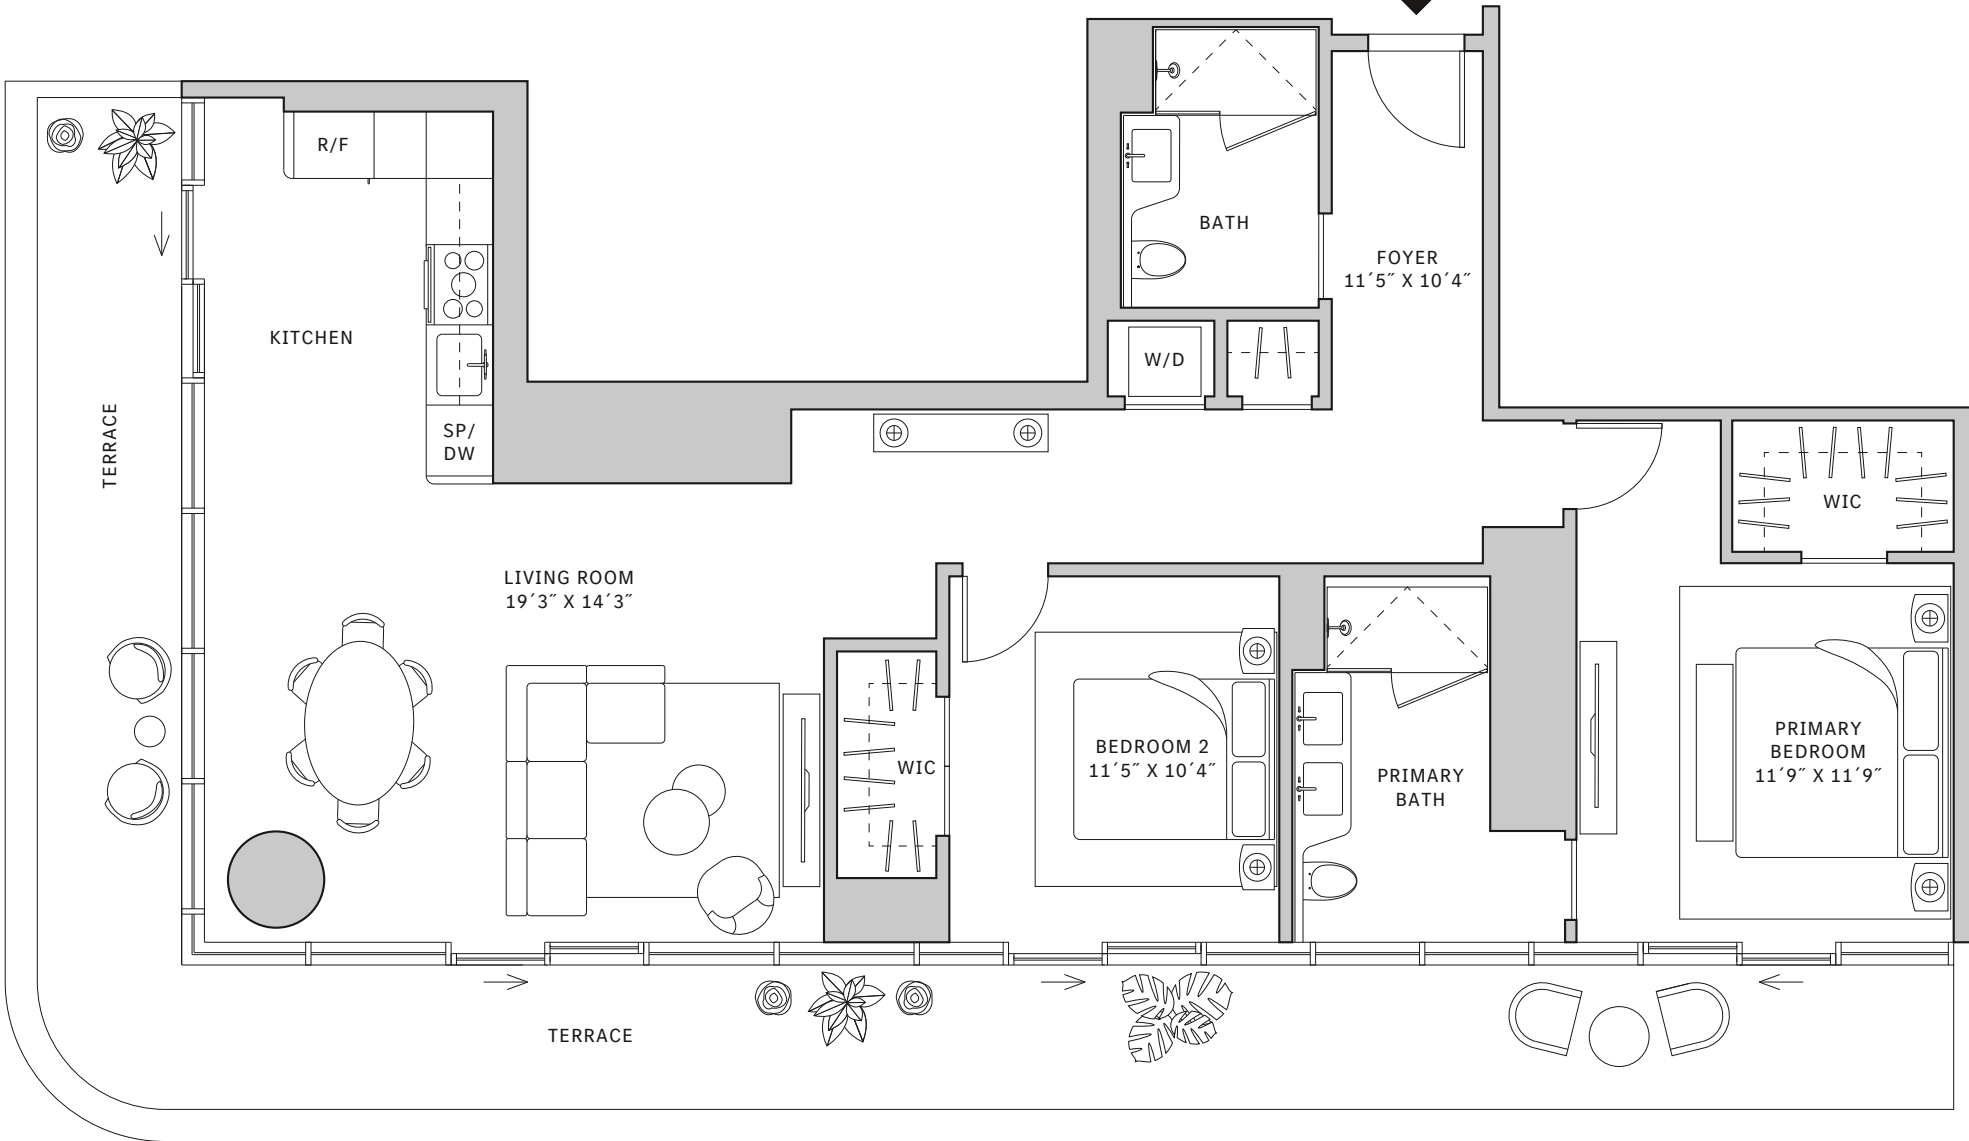 R/F
BATH
FOYER
11´5˝ X 10´4˝
KITCHEN
W/D
TERRACE
SP/
DW
WIC
LIVING ROOM
19´3˝ X 14´3˝
WIC
BEDROOM 2
11´5˝ X 10´4˝
PRIMARY
BATH
PRIMARY
BEDROOM
11´9˝ X 11´9˝
TERRACE